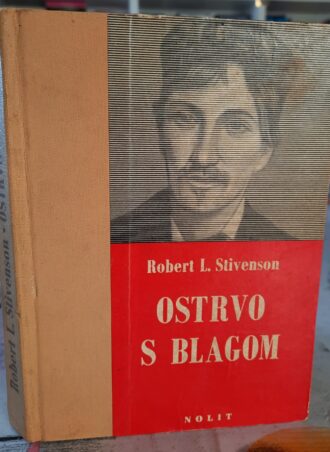 Robert L. Stivenson
OSTRVO
S BLAGOM
NOLIT
Robert L. Stivenson - OSTRVO